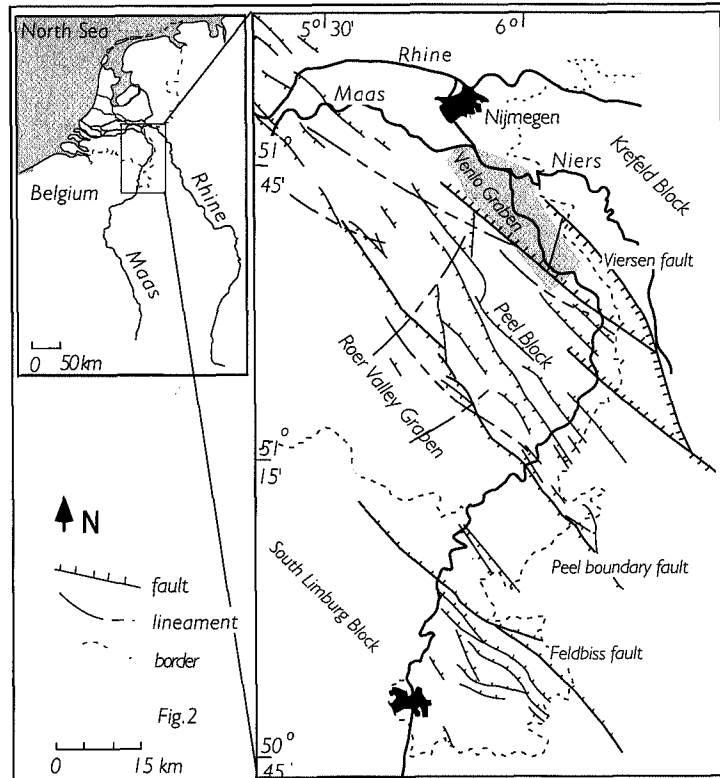 North Sea
Belgium
Rhine
Maas
0 50km
N
fault
lineament
border
Fig.2
0 15 km
5° 30'
6°
Rhine
Maas
Nijmegen
51°
45'
Niers
Krefeld Block
Venlo Graben
Viersen fault
Peel Block
Roer Valley Graben
51°
15'
Peel boundary fault
South Limburg Block
Feldbiss fault
50°
45'